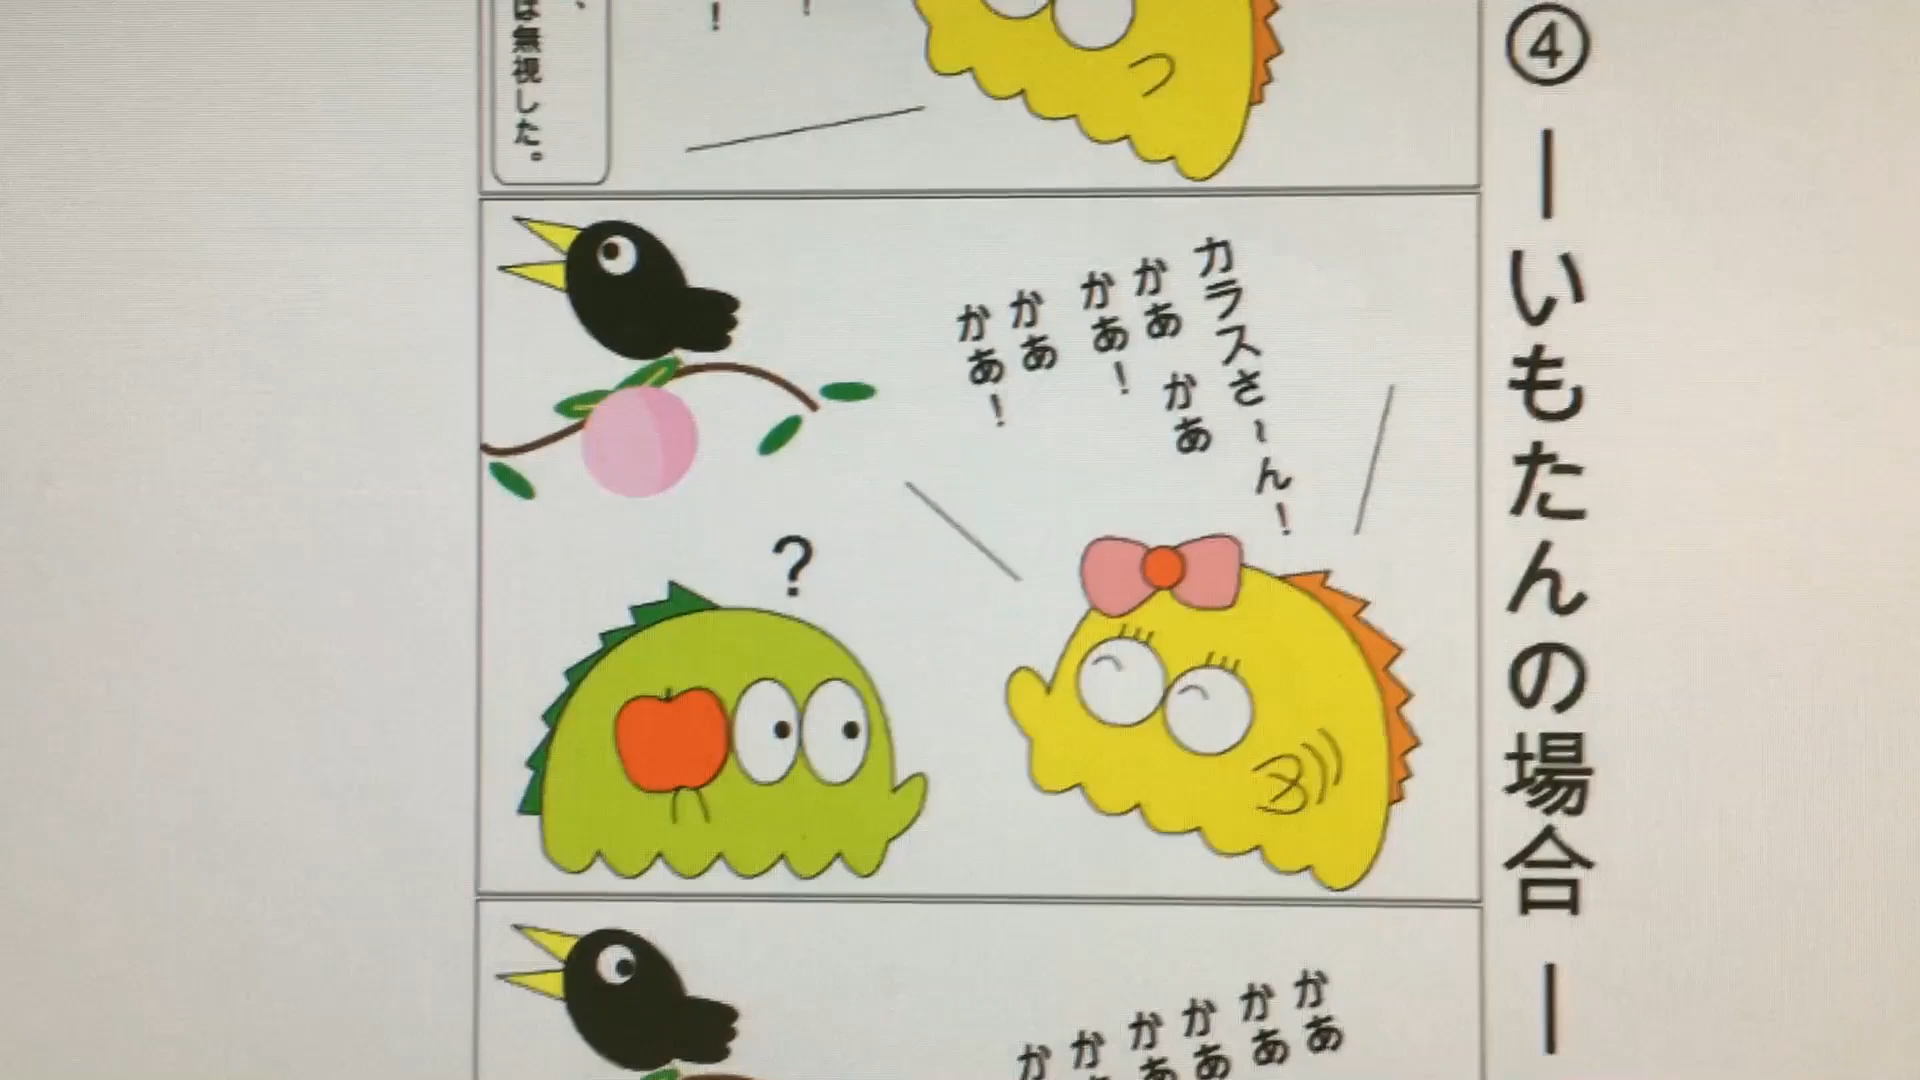 ④ーいもたんの場合ー
は無視した。
カラスさ～ん！
かあ　かあ
かあ！
かあ
かあ！
？
かあ
かあ
かあ
かあ